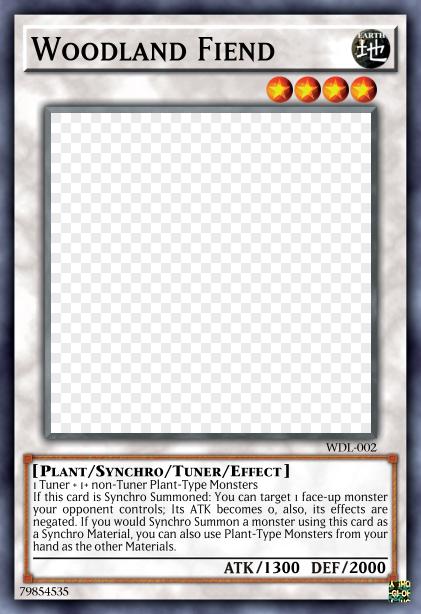 Woodland Fiend
EARTH
地
WDL-002
[Plant/Synchro/Tuner/Effect]
1 Tuner + 1+ non-Tuner Plant-Type Monsters
If this card is Synchro Summoned: You can target 1 face-up monster
your opponent controls; Its ATK becomes 0, also, its effects are
negated. If you would Synchro Summon a monster using this card as
a Synchro Material, you can also use Plant-Type Monsters from your
hand as the other Materials.
ATK/1300 DEF/2000
79854535